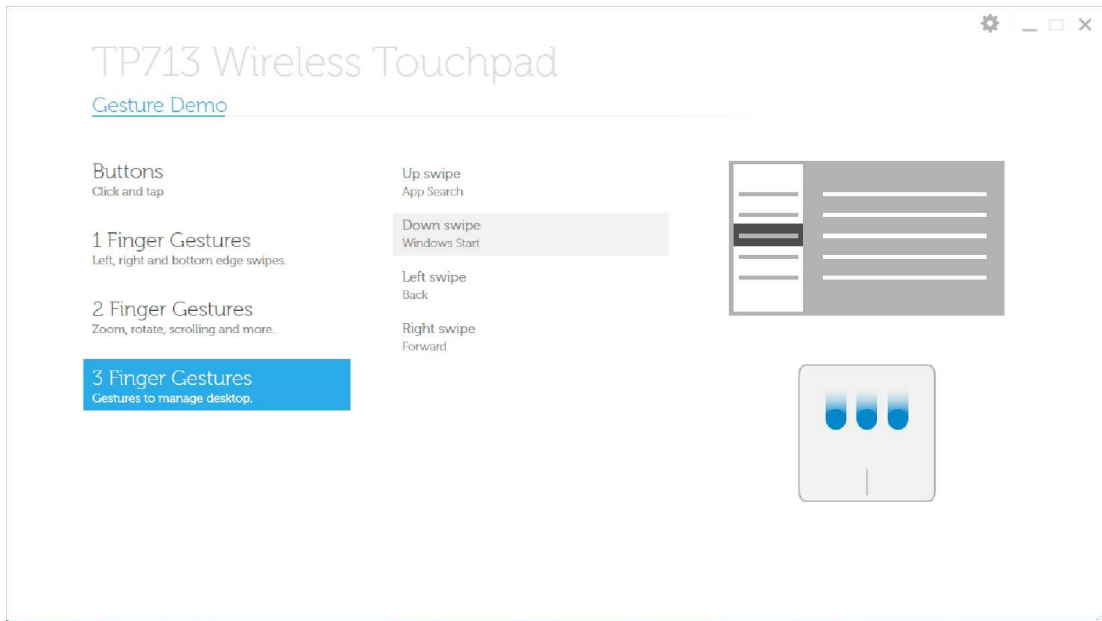 TP713 Wireless Touchpad
Gesture Demo
Buttons
Click and tap
1 Finger Gestures
Left, right and bottom edge swipes.
2 Finger Gestures
Zoom, rotate, scrolling and more.
3 Finger Gestures
Gestures to manage desktop.
Up swipe
App Search
Down swipe
Windows Start
Left swipe
Back
Right swipe
Forward